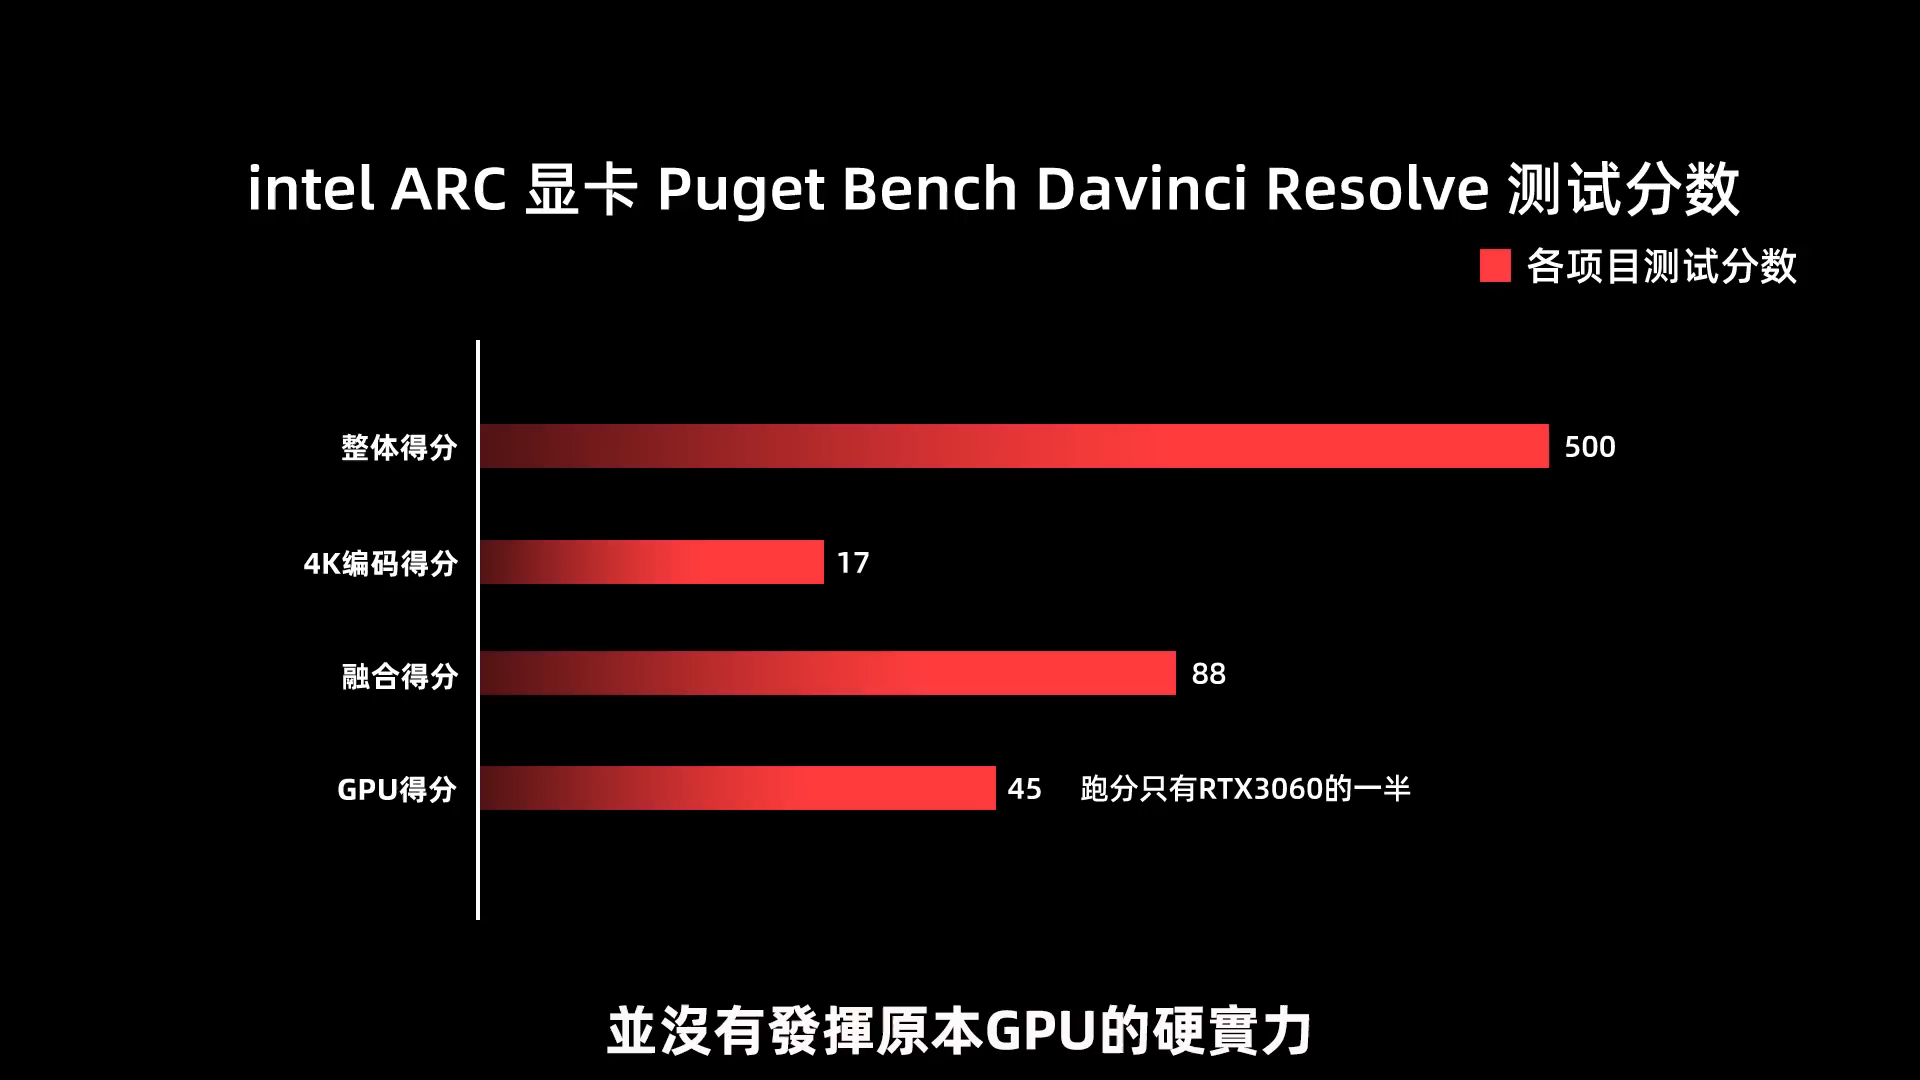 intel ARC 显卡 Puget Bench Davinci Resolve 测试分数
各项目测试分数
整体得分 500
4K编码得分 17
融合得分 88
GPU得分 45 跑分只有RTX3060的一半
並沒有發揮原本GPU的硬實力